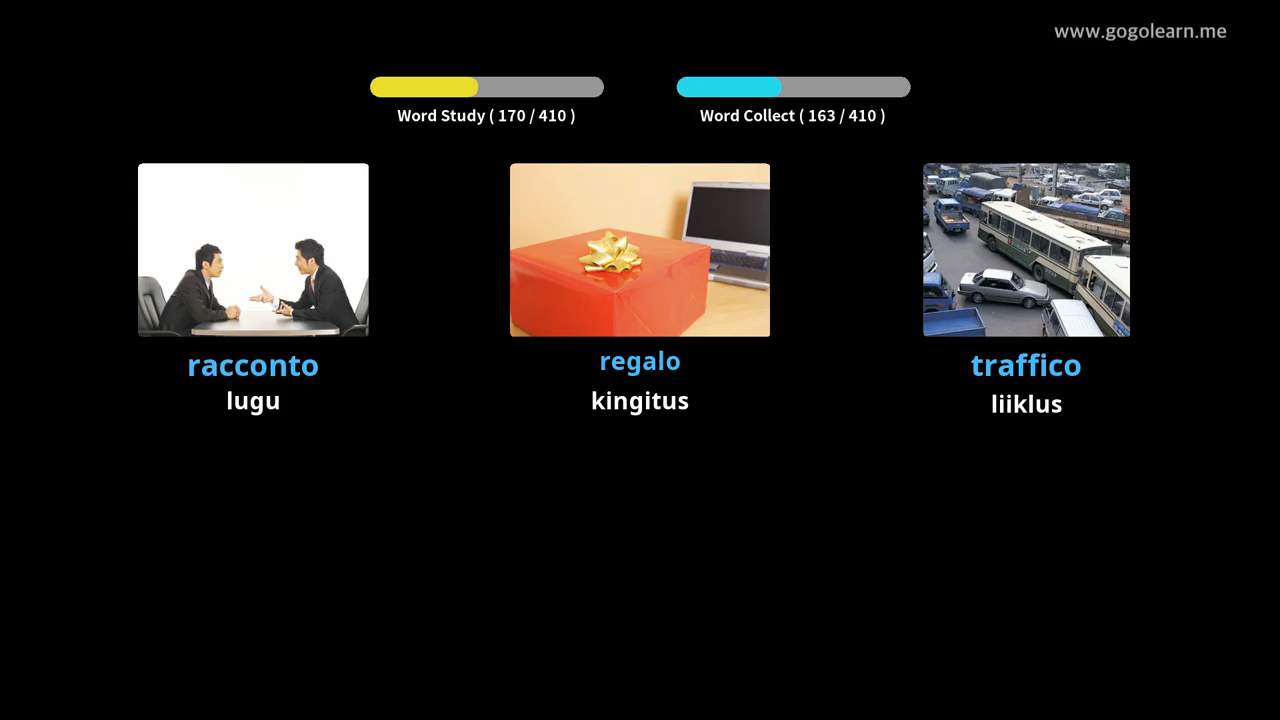 www.gogolearn.me
Word Study ( 170 / 410 )
Word Collect ( 163 / 410 )
racconto
lugu
regalo
kingitus
traffico
liiklus